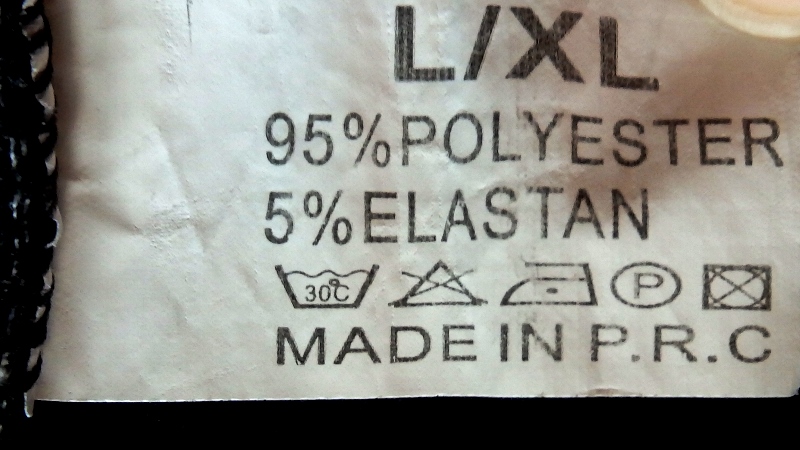 L/XL
95%POLYESTER
5%ELASTAN
30°C P
MADE IN P.R.C